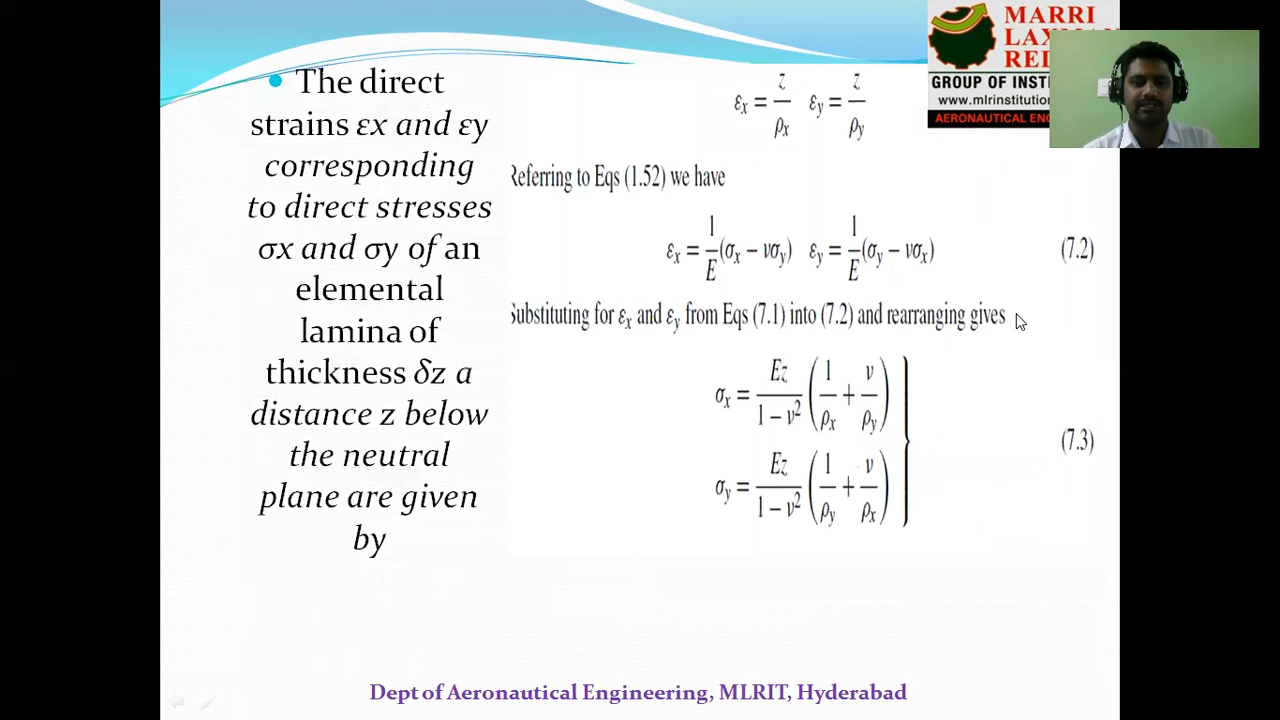 • The direct
strains εx and εy
corresponding
to direct stresses
σx and σy of an
elemental
lamina of
thickness δz a
distance z below
the neutral
plane are given
by
εx = z/ρx εy = z/ρy
Referring to Eqs (1.52) we have
εx = 1/E (σx − νσy) εy = 1/E (σy − νσx) (7.2)
Substituting for εx and εy from Eqs (7.1) into (7.2) and rearranging gives
σx = Ez/(1 − ν²) (1/ρx + ν/ρy)
σy = Ez/(1 − ν²) (1/ρy + ν/ρx)
(7.3)
MARRI
GROUP OF
www.mlrinstitution
AERONAUTICAL
Dept of Aeronautical Engineering, MLRIT, Hyderabad